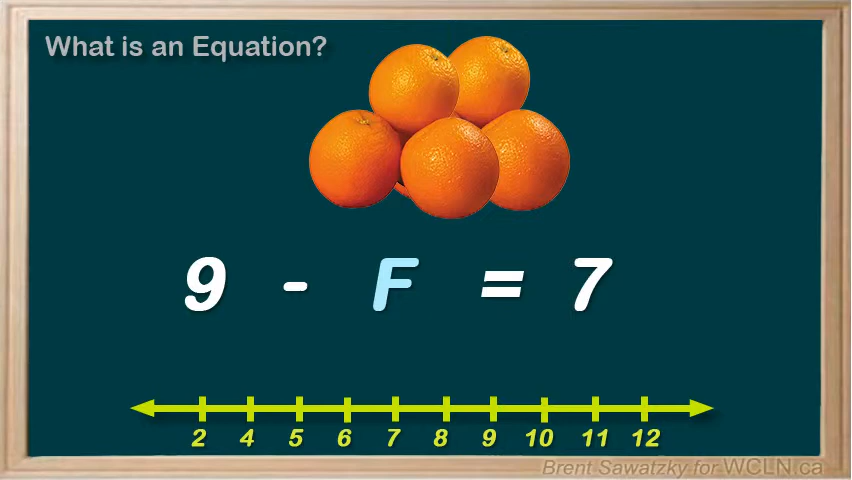 What is an Equation?
9 - F = 7
2 4 5 6 7 8 9 10 11 12
Brent Sawatzky for WCLN.ca